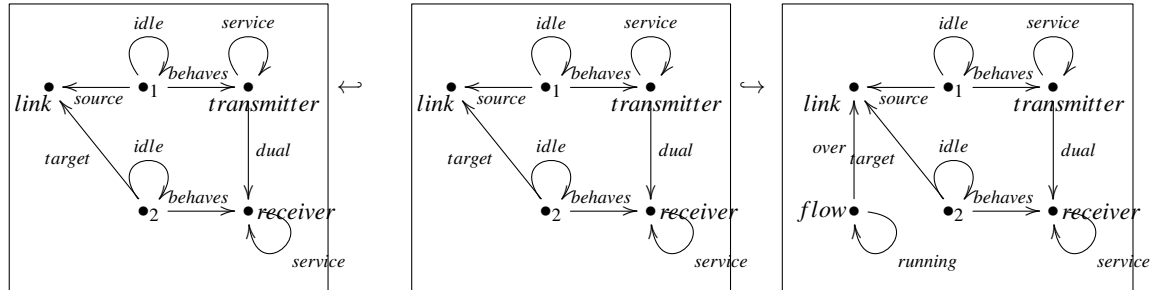 idle service
behaves
1
link source transmitter
idle
target dual
behaves
2 receiver
service
↩
idle service
behaves
1
link source transmitter
idle
target dual
behaves
2 receiver
service
↪
idle service
behaves
1
link source transmitter
idle
over target dual
behaves
flow 2 receiver
running service